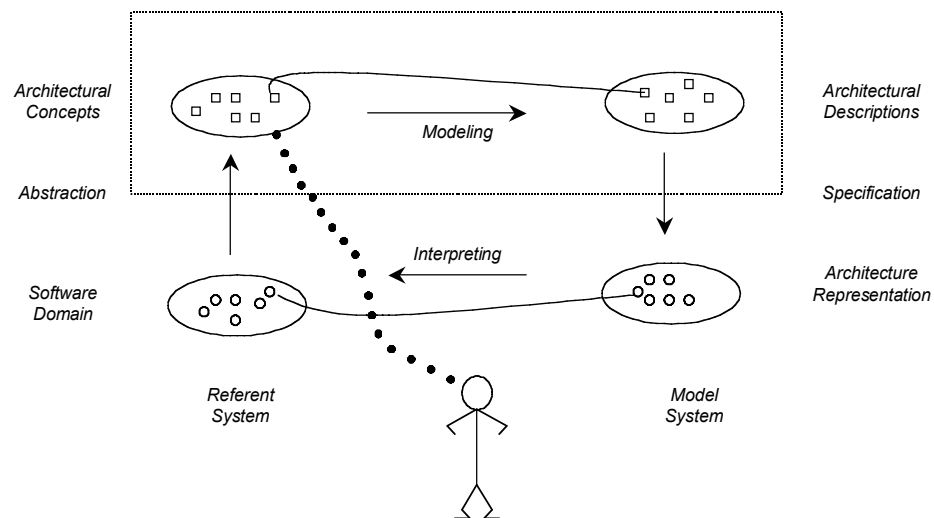 Architectural
Concepts
Modeling
Architectural
Descriptions
Abstraction
Specification
Interpreting
Software
Domain
Architecture
Representation
Referent
System
Model
System